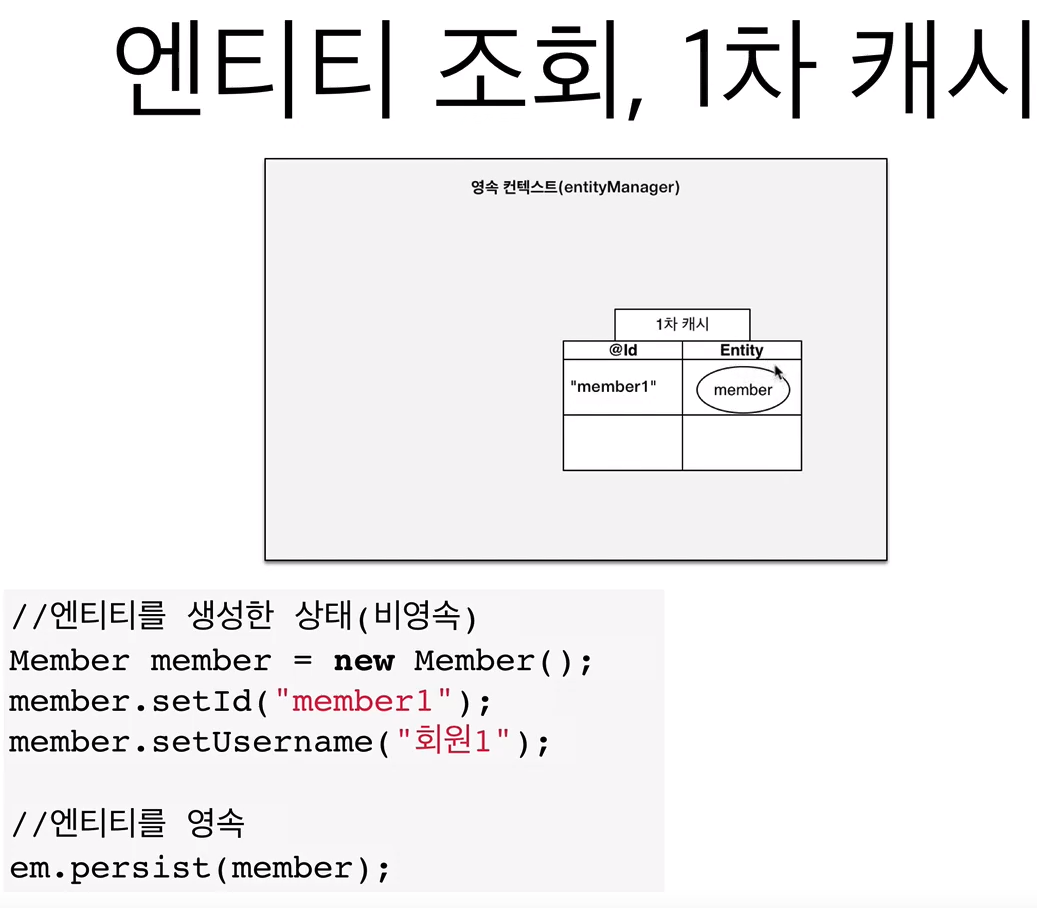 엔티티 조회, 1차 캐시
영속 컨텍스트(entityManager)
1차 캐시
@Id Entity
"member1" member
//엔티티를 생성한 상태(비영속)
Member member = new Member();
member.setId("member1");
member.setUsername("회원1");
//엔티티를 영속
em.persist(member);